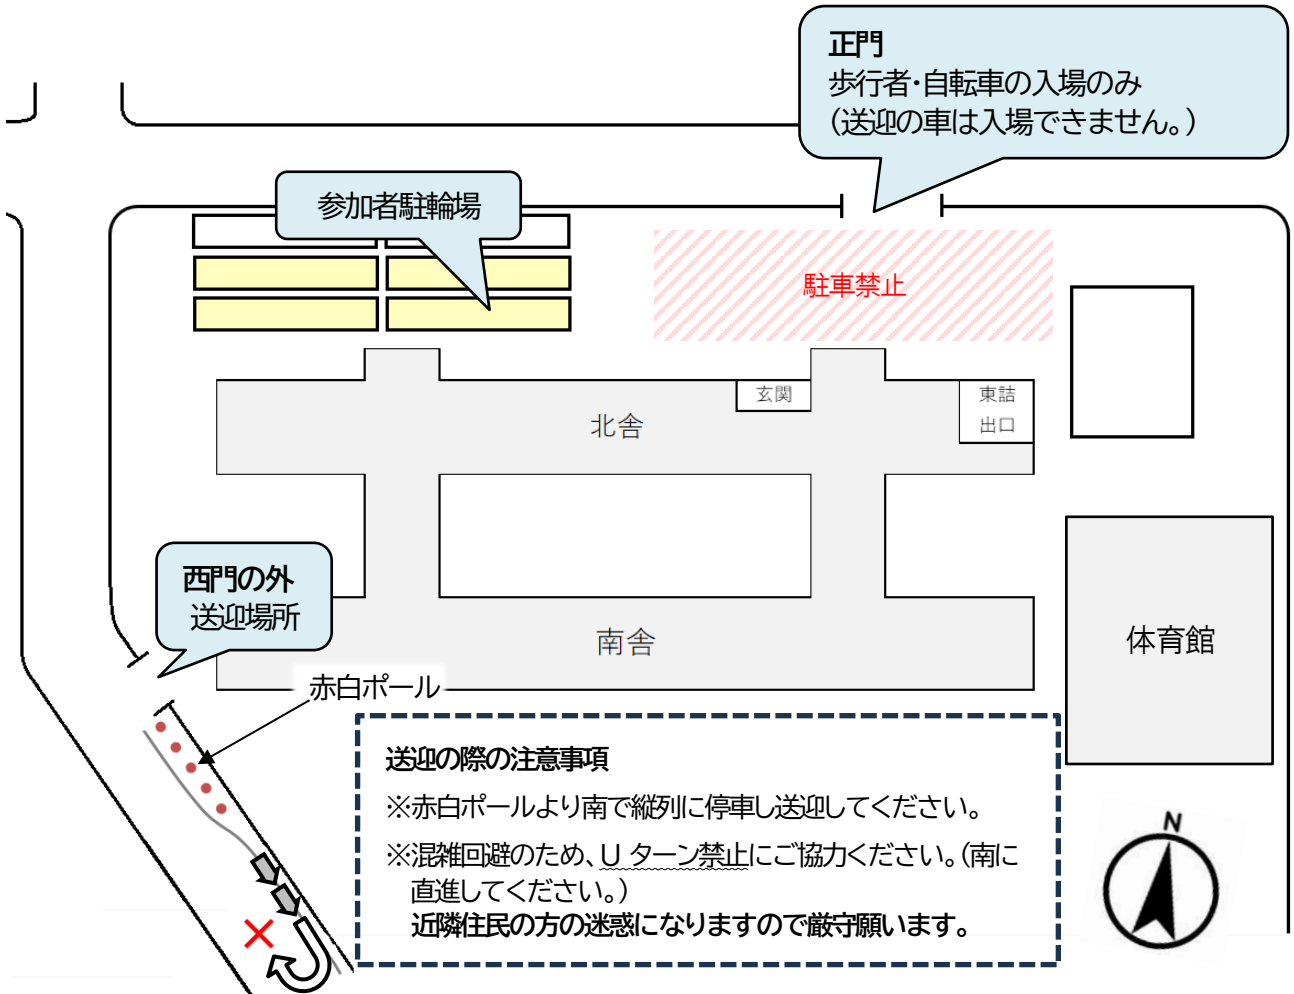 正門
歩行者・自転車の入場のみ
（送迎の車は入場できません。）
参加者駐輪場
駐車禁止
玄関
東詰
出口
北舎
西門の外
送迎場所
南舎
体育館
赤白ポール
送迎の際の注意事項
※赤白ポールより南で縦列に停車し送迎してください。
※混雑回避のため、Uターン禁止にご協力ください。（南に
直進してください。）
近隣住民の方の迷惑になりますので厳守願います。
N